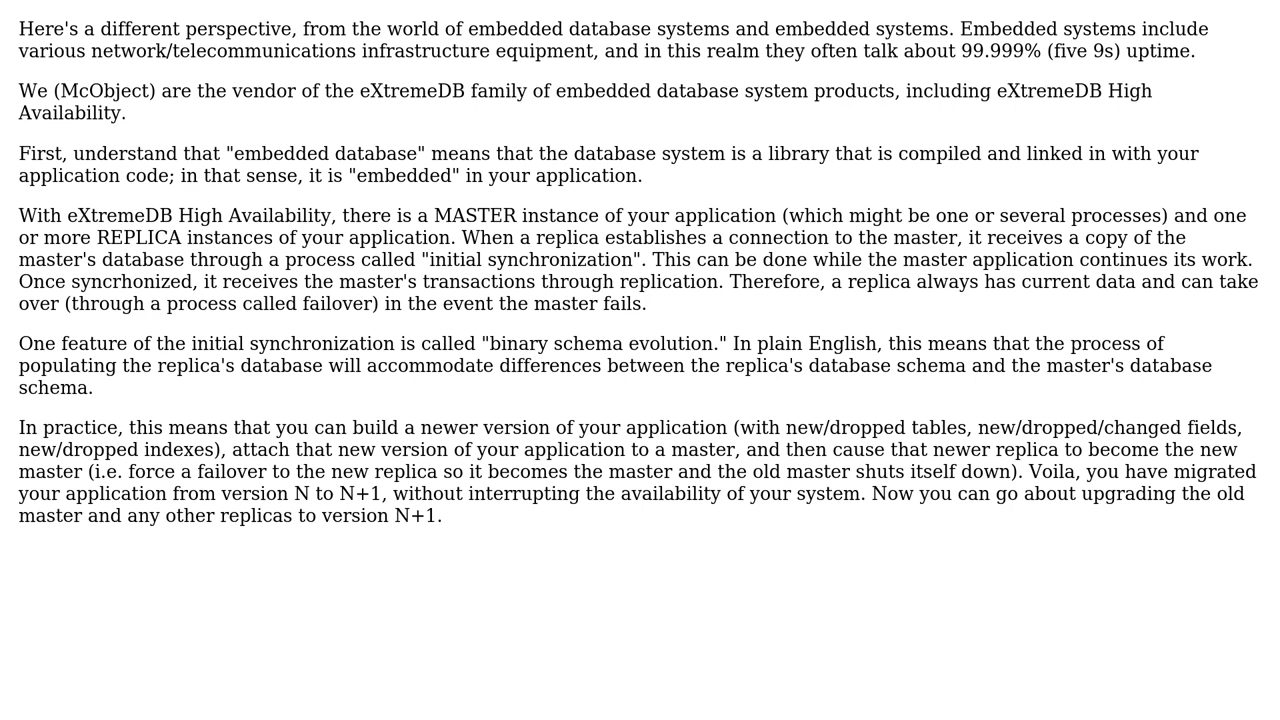 Here's a different perspective, from the world of embedded database systems and embedded systems. Embedded systems include
various network/telecommunications infrastructure equipment, and in this realm they often talk about 99.999% (five 9s) uptime.
We (McObject) are the vendor of the eXtremeDB family of embedded database system products, including eXtremeDB High
Availability.
First, understand that "embedded database" means that the database system is a library that is compiled and linked in with your
application code; in that sense, it is "embedded" in your application.
With eXtremeDB High Availability, there is a MASTER instance of your application (which might be one or several processes) and one
or more REPLICA instances of your application. When a replica establishes a connection to the master, it receives a copy of the
master's database through a process called "initial synchronization". This can be done while the master application continues its work.
Once syncrhonized, it receives the master's transactions through replication. Therefore, a replica always has current data and can take
over (through a process called failover) in the event the master fails.
One feature of the initial synchronization is called "binary schema evolution." In plain English, this means that the process of
populating the replica's database will accommodate differences between the replica's database schema and the master's database
schema.
In practice, this means that you can build a newer version of your application (with new/dropped tables, new/dropped/changed fields,
new/dropped indexes), attach that new version of your application to a master, and then cause that newer replica to become the new
master (i.e. force a failover to the new replica so it becomes the master and the old master shuts itself down). Voila, you have migrated
your application from version N to N+1, without interrupting the availability of your system. Now you can go about upgrading the old
master and any other replicas to version N+1.